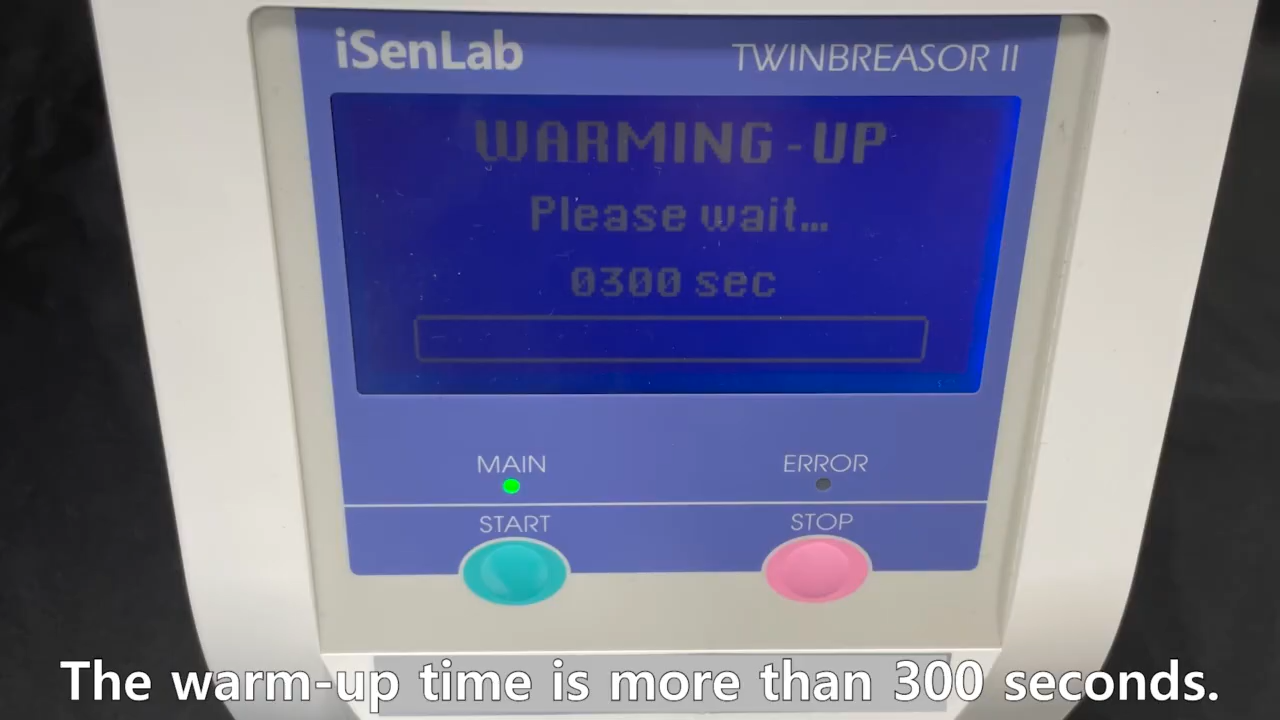 iSenLab TWINBREASOR II
WARMING-UP
Please wait...
0300 sec
MAIN ERROR
START STOP
The warm-up time is more than 300 seconds.